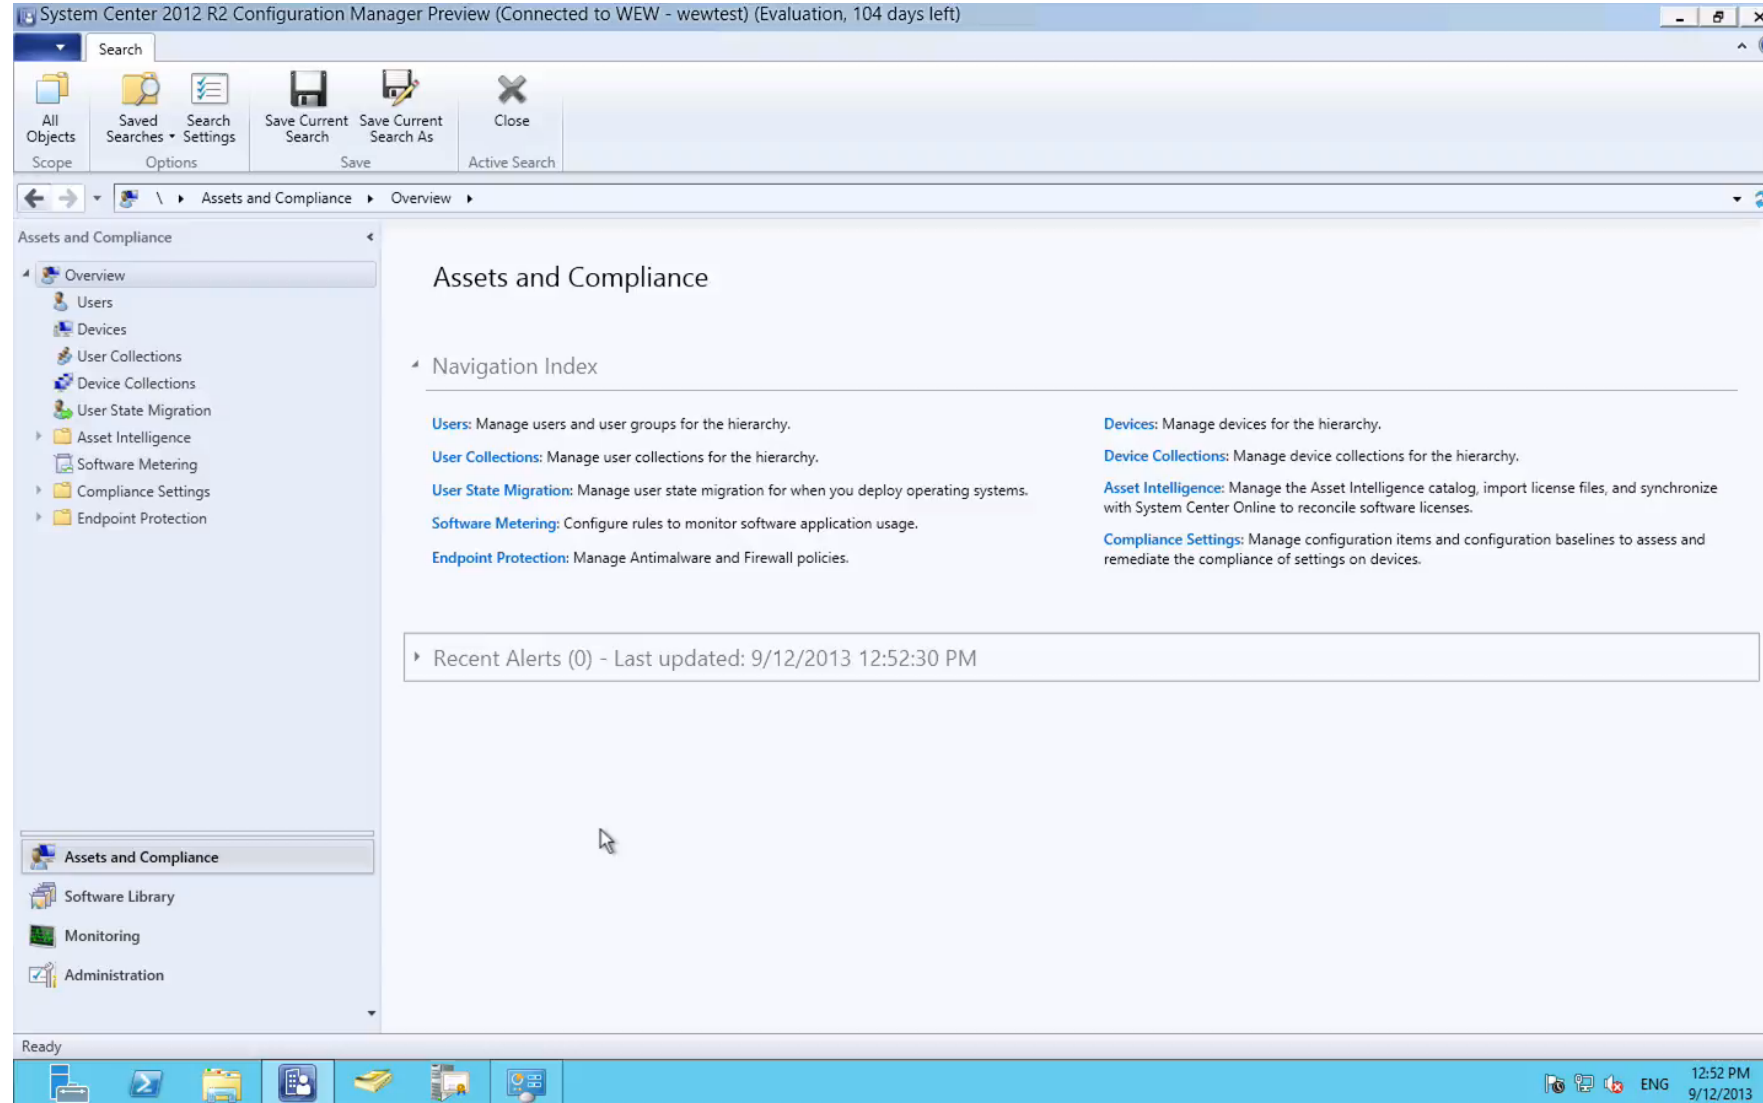 System Center 2012 R2 Configuration Manager Preview (Connected to WEW - wewtest) (Evaluation, 104 days left)
Search
All Objects
Saved Searches
Search Settings
Save Current Search
Save Current Search As
Close
Scope
Options
Save
Active Search
\ Assets and Compliance Overview
Assets and Compliance
Overview
Users
Devices
User Collections
Device Collections
User State Migration
Asset Intelligence
Software Metering
Compliance Settings
Endpoint Protection
Assets and Compliance
Navigation Index
Users: Manage users and user groups for the hierarchy.
User Collections: Manage user collections for the hierarchy.
User State Migration: Manage user state migration for when you deploy operating systems.
Software Metering: Configure rules to monitor software application usage.
Endpoint Protection: Manage Antimalware and Firewall policies.
Devices: Manage devices for the hierarchy.
Device Collections: Manage device collections for the hierarchy.
Asset Intelligence: Manage the Asset Intelligence catalog, import license files, and synchronize
with System Center Online to reconcile software licenses.
Compliance Settings: Manage configuration items and configuration baselines to assess and
remediate the compliance of settings on devices.
Recent Alerts (0) - Last updated: 9/12/2013 12:52:30 PM
Assets and Compliance
Software Library
Monitoring
Administration
Ready
ENG
12:52 PM
9/12/2013